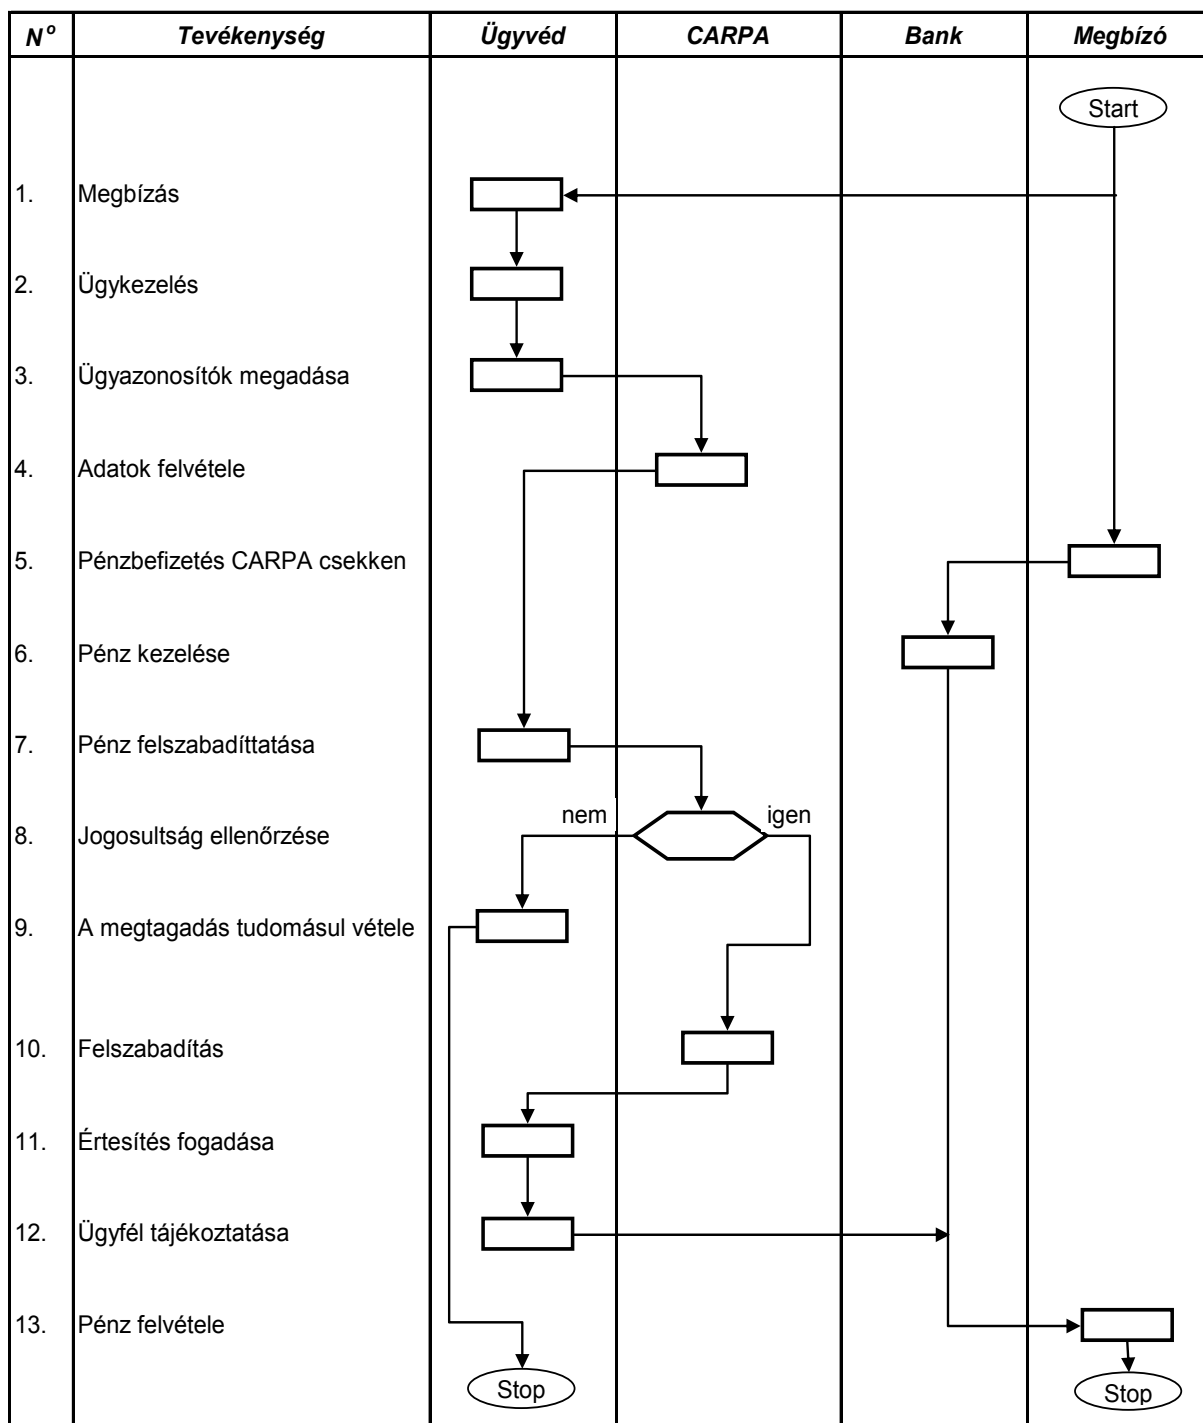 N° Tevékenység Ügyvéd CARPA Bank Megbízó
Start
1. Megbízás
2. Ügykezelés
3. Ügyazonosítók megadása
4. Adatok felvétele
5. Pénzbefizetés CARPA csekken
6. Pénz kezelése
7. Pénz felszabadíttatása
nem igen
8. Jogosultság ellenőrzése
9. A megtagadás tudomásul vétele
10. Felszabadítás
11. Értesítés fogadása
12. Ügyfél tájékoztatása
13. Pénz felvétele
Stop Stop